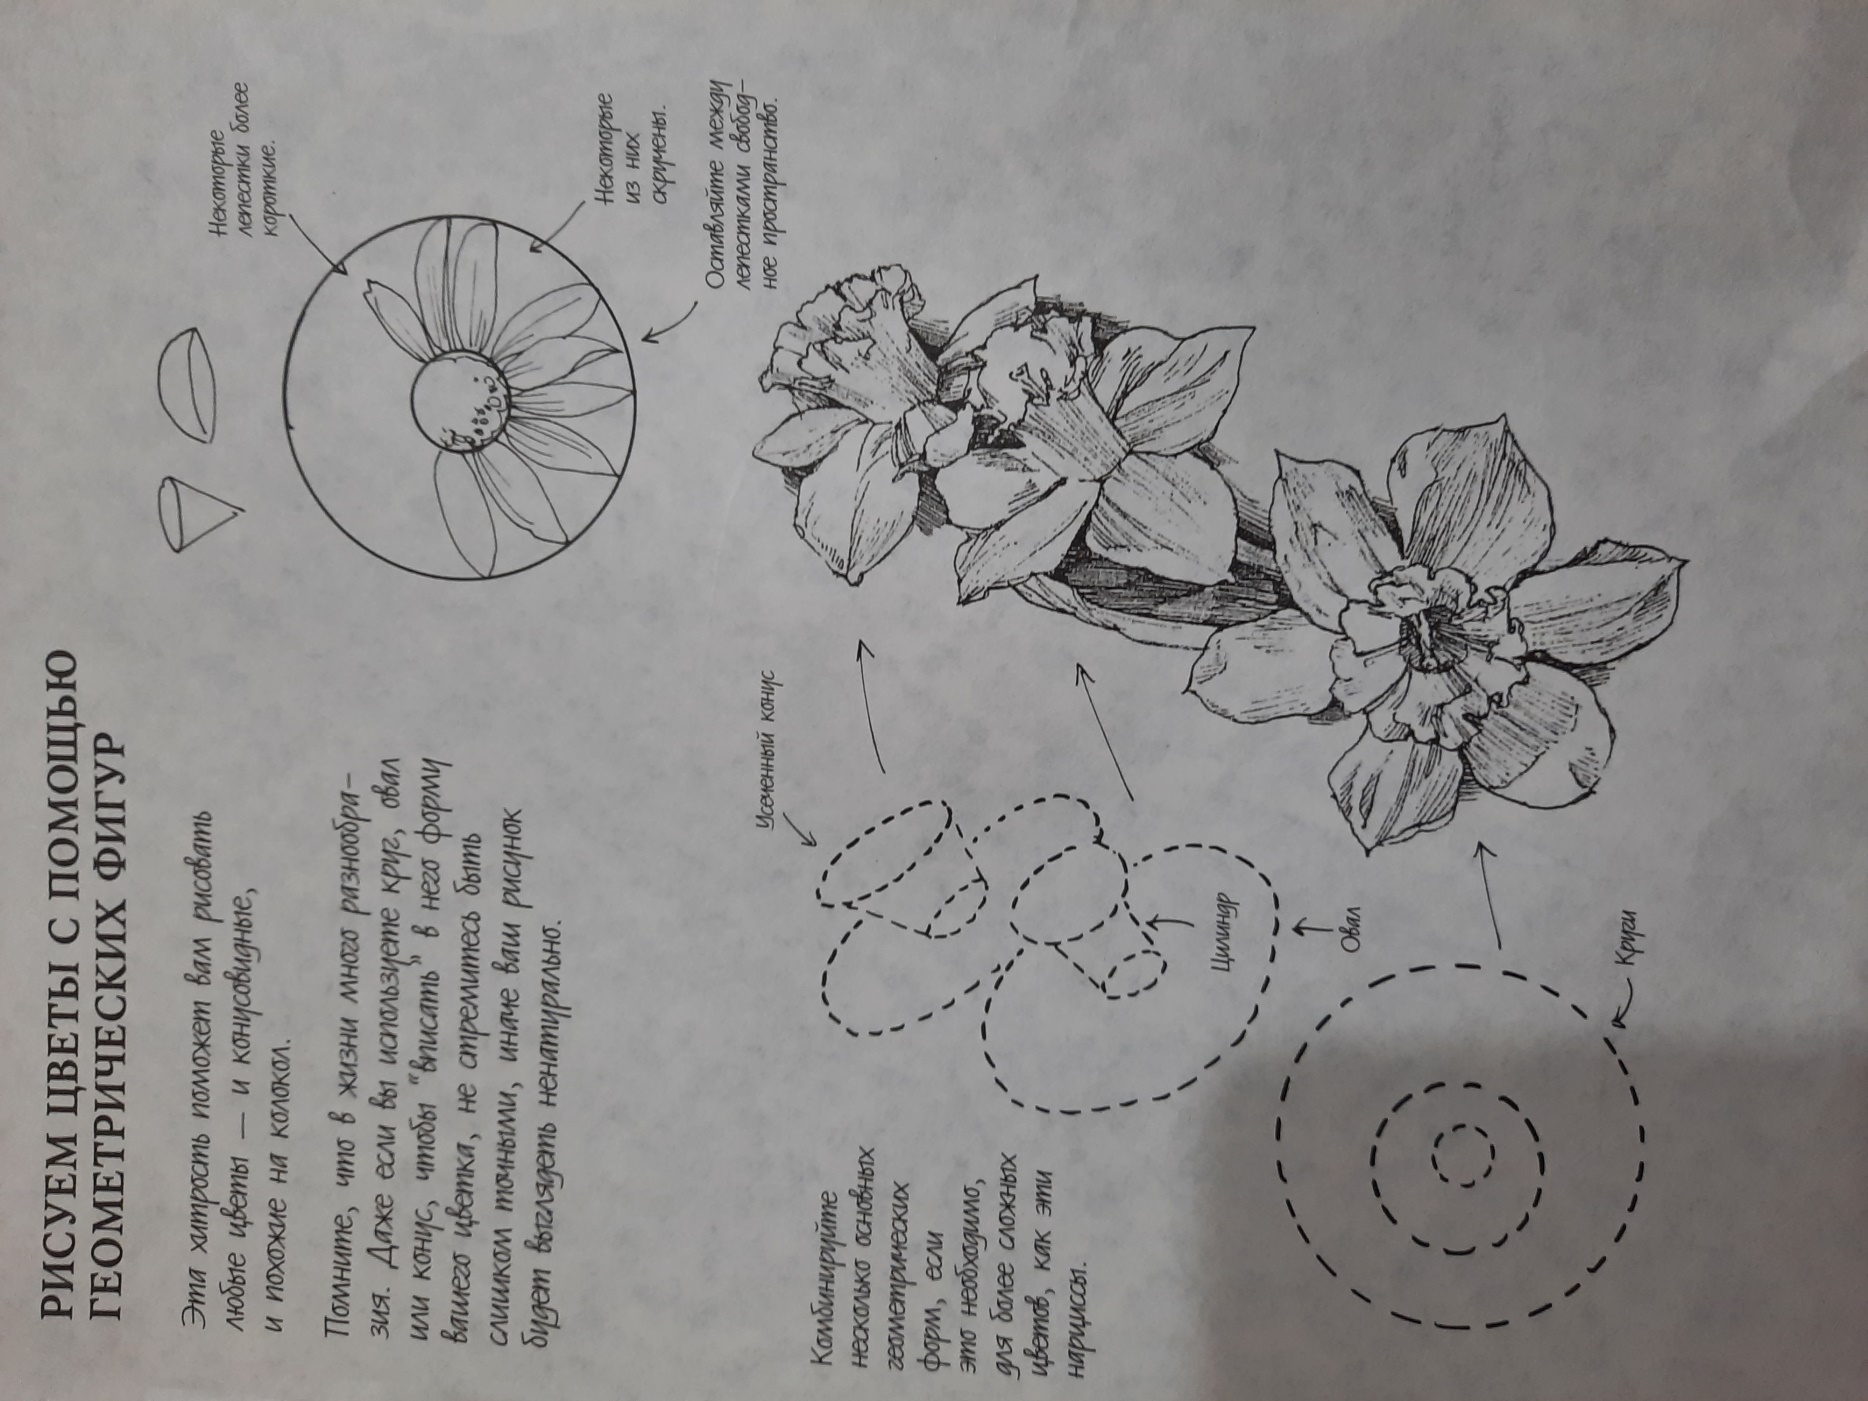 РИСУЕМ ЦВЕТЫ С ПОМОЩЬЮ
ГЕОМЕТРИЧЕСКИХ ФИГУР
Эта хитрость поможет вам рисовать
любые цветы — и конусовидные,
и похожие на колокол.
Помните, что в жизни много разнообра-
зия. Даже если вы используете круг, овал
или конус, чтобы "вписать" в него форму
вашего цветка, не стремитесь быть
слишком точными, иначе ваш рисунок
будет выглядеть ненатурально.
Некоторые
лепестки более
короткие.
Некоторые
из них
скручены.
Оставляйте между
лепестками свобод-
ное пространство.
Комбинируйте
несколько основных
геометрических
форм, если
это необходимо,
для более сложных
цветов, как эти
нарциссы.
Усеченный конус
Цилиндр
Овал
Круги